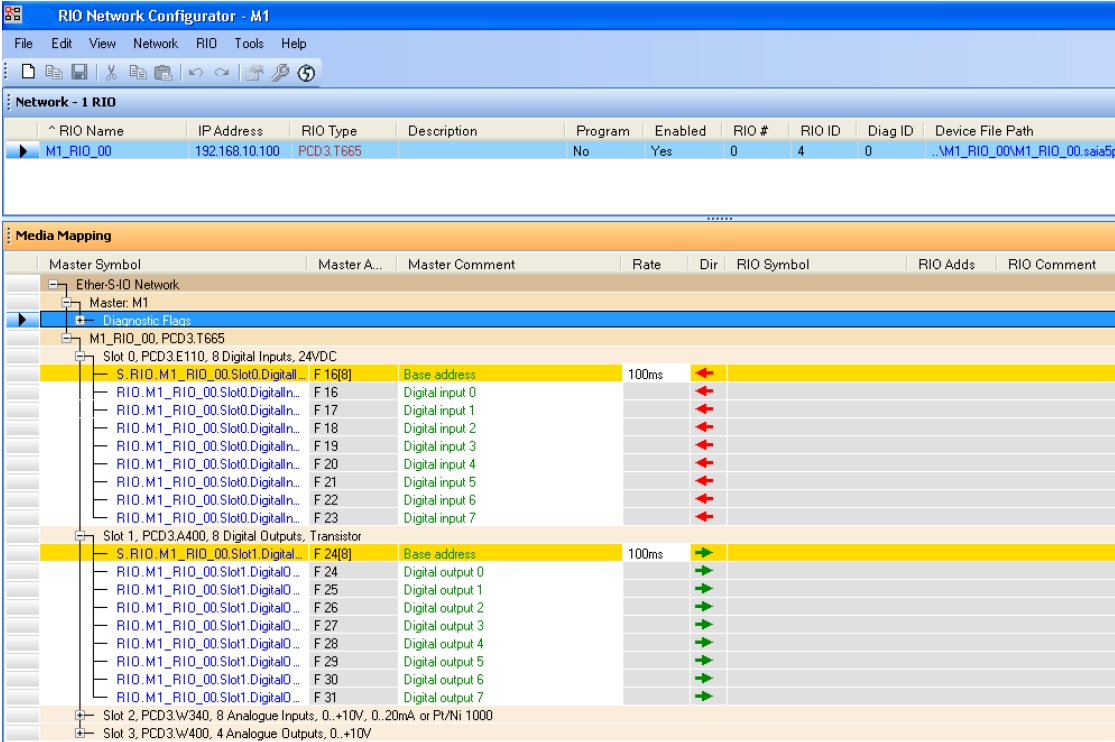 RIO Network Configurator - M1
File Edit View Network RIO Tools Help
Network - 1 RIO
^ RIO Name IP Address RIO Type Description Program Enabled RIO # RIO ID Diag ID Device File Path
M1_RIO_00 192.168.10.100 PCD3.T665 No Yes 0 4 0 ..\M1_RIO_00\M1_RIO_00.saia5p
Media Mapping
Master Symbol Master A... Master Comment Rate Dir RIO Symbol RIO Adds RIO Comment
Ether-S-IO Network
Master: M1
Diagnostic Flags
M1_RIO_00, PCD3.T665
Slot 0, PCD3.E110, 8 Digital Inputs, 24VDC
S.RIO.M1_RIO_00.Slot0.DigitalI... F 16[8] Base address 100ms
RIO.M1_RIO_00.Slot0.DigitalIn... F 16 Digital input 0
RIO.M1_RIO_00.Slot0.DigitalIn... F 17 Digital input 1
RIO.M1_RIO_00.Slot0.DigitalIn... F 18 Digital input 2
RIO.M1_RIO_00.Slot0.DigitalIn... F 19 Digital input 3
RIO.M1_RIO_00.Slot0.DigitalIn... F 20 Digital input 4
RIO.M1_RIO_00.Slot0.DigitalIn... F 21 Digital input 5
RIO.M1_RIO_00.Slot0.DigitalIn... F 22 Digital input 6
RIO.M1_RIO_00.Slot0.DigitalIn... F 23 Digital input 7
Slot 1, PCD3.A400, 8 Digital Outputs, Transistor
S.RIO.M1_RIO_00.Slot1.Digital... F 24[8] Base address 100ms
RIO.M1_RIO_00.Slot1.DigitalO... F 24 Digital output 0
RIO.M1_RIO_00.Slot1.DigitalO... F 25 Digital output 1
RIO.M1_RIO_00.Slot1.DigitalO... F 26 Digital output 2
RIO.M1_RIO_00.Slot1.DigitalO... F 27 Digital output 3
RIO.M1_RIO_00.Slot1.DigitalO... F 28 Digital output 4
RIO.M1_RIO_00.Slot1.DigitalO... F 29 Digital output 5
RIO.M1_RIO_00.Slot1.DigitalO... F 30 Digital output 6
RIO.M1_RIO_00.Slot1.DigitalO... F 31 Digital output 7
Slot 2, PCD3.W340, 8 Analogue Inputs, 0..+10V, 0..20mA or Pt/Ni 1000
Slot 3, PCD3.W400, 4 Analogue Outputs, 0..+10V